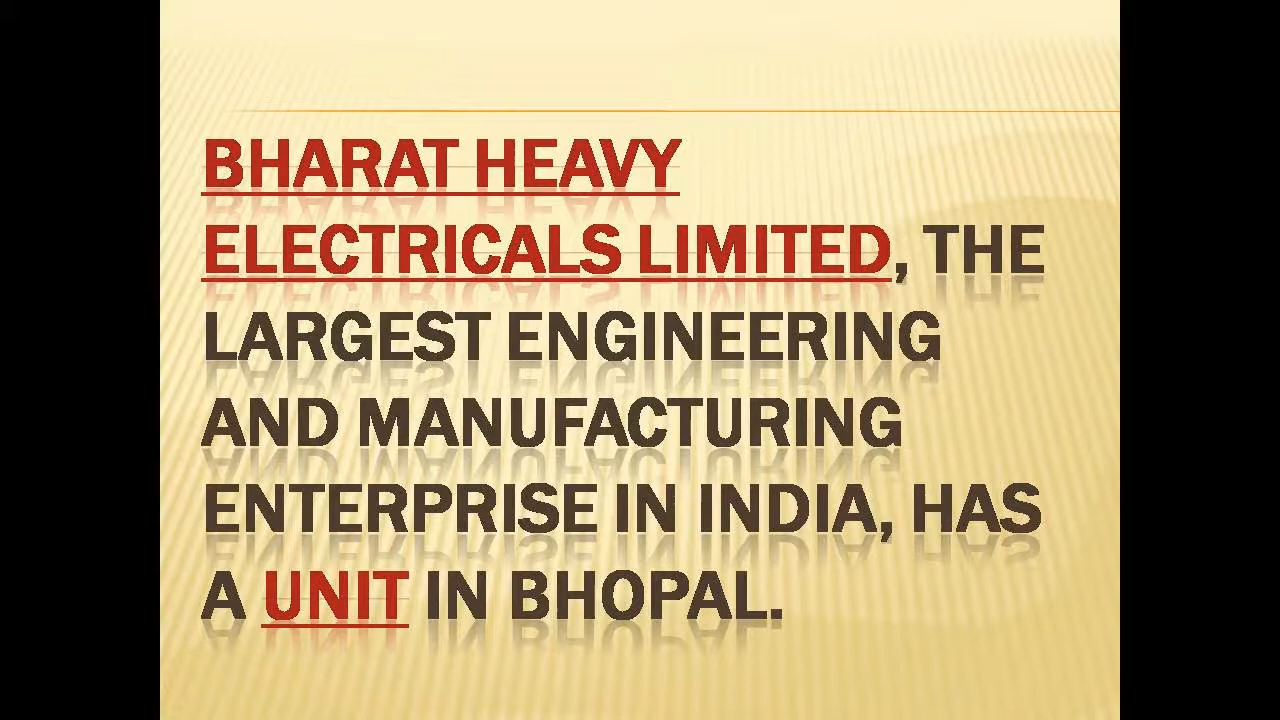 BHARAT HEAVY
ELECTRICALS LIMITED, THE
LARGEST ENGINEERING
AND MANUFACTURING
ENTERPRISE IN INDIA, HAS
A UNIT IN BHOPAL.